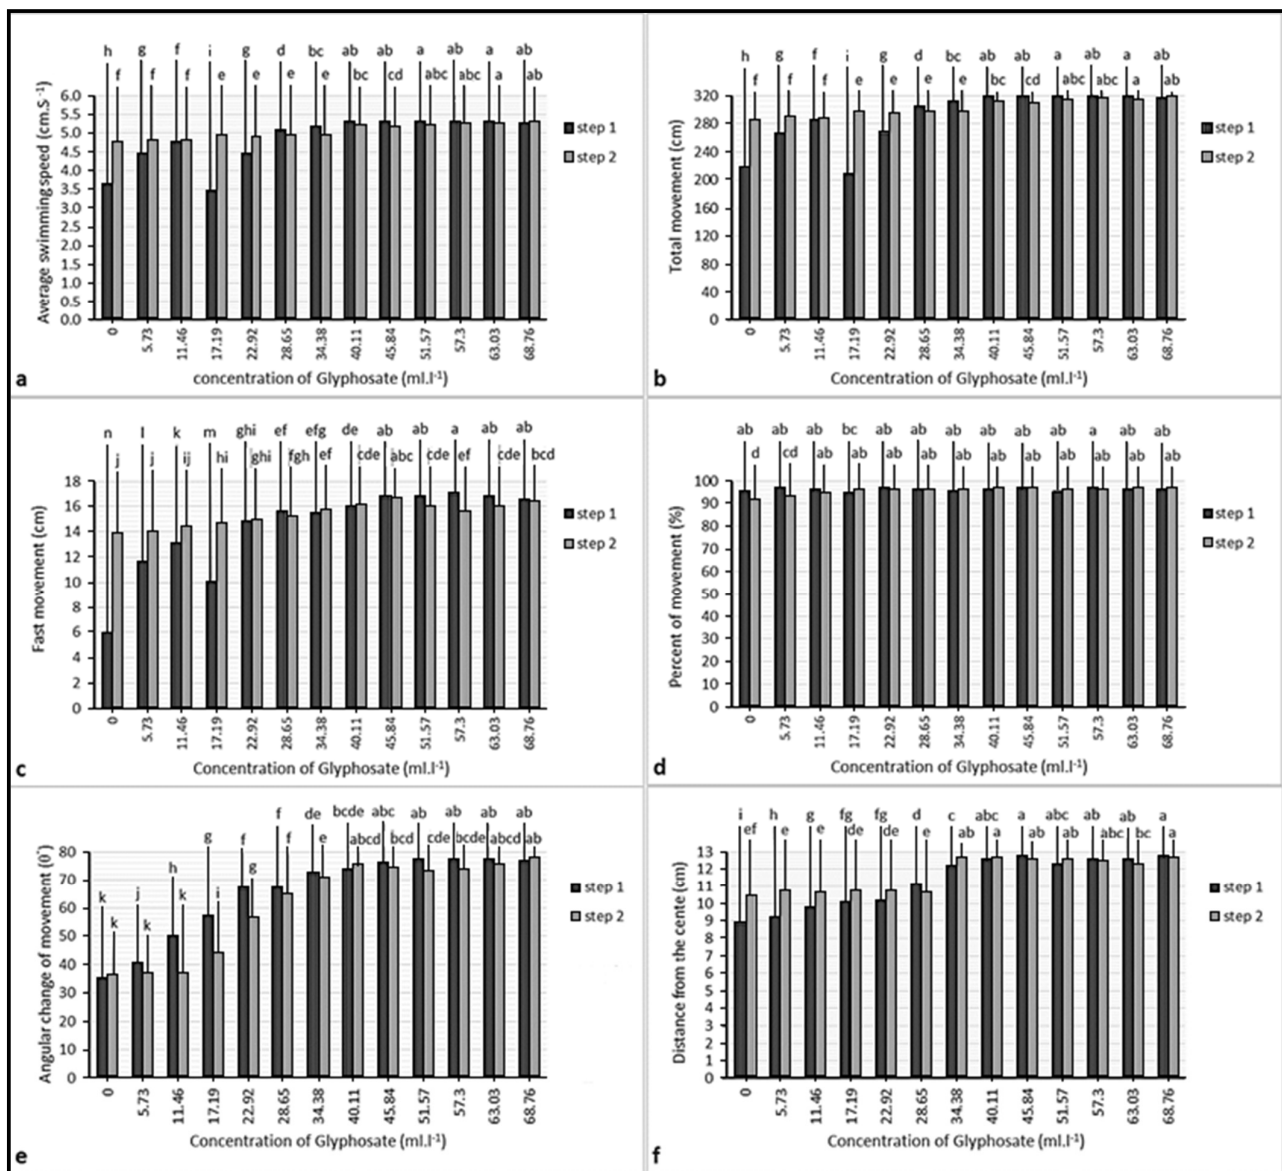 h g f i g d bc ab ab a ab a ab
f f f e e e e bc cd abc abc a ab
6.0
5.5
5.0
4.5
4.0
3.5
3.0
2.5
2.0
1.5
1.0
0.5
0.0
Average swimming speed (cm.S⁻¹)
step 1
step 2
0 5.73 11.46 17.19 22.92 28.65 34.38 40.11 45.84 51.57 57.3 63.03 68.76
concentration of Glyphosate (ml.l⁻¹)
a
h g f i g d bc ab ab a ab a ab
f f f e e e e bc cd abc abc a ab
320
280
240
200
160
120
80
40
0
Total movement (cm)
step 1
step 2
0 5.73 11.46 17.19 22.92 28.65 34.38 40.11 45.84 51.57 57.3 63.03 68.76
Concentration of Glyphosate (ml.l⁻¹)
b
n l k m ghi ef efg de ab ab a ab ab
j j ij hi ghi fgh ef cde abc cde ef cde bcd
18
16
14
12
10
8
6
4
2
0
Fast movement (cm)
step 1
step 2
0 5.73 11.46 17.19 22.92 28.65 34.38 40.11 45.84 51.57 57.3 63.03 68.76
Concentration of Glyphosate (ml.l⁻¹)
c
ab ab ab bc ab ab ab ab ab ab a ab ab
d cd ab ab ab ab ab ab ab ab ab ab ab
100
90
80
70
60
50
40
30
20
10
0
Percent of movement (%)
step 1
step 2
0 5.73 11.46 17.19 22.92 28.65 34.38 40.11 45.84 51.57 57.3 63.03 68.76
Concentration of Glyphosate (ml.l⁻¹)
d
k j h g f f de bcde abc ab ab ab ab
k k k i g f e abcd bcd cde bcde abcd ab
80
70
60
50
40
30
20
10
0
Angular change of movement (θ°)
step 1
step 2
0 5.73 11.46 17.19 22.92 28.65 34.38 40.11 45.84 51.57 57.3 63.03 68.76
Concentration of Glyphosate (ml.l⁻¹)
e
i h g fg fg d c abc a abc ab ab a
ef e e de de e ab a ab ab abc bc a
13
12
11
10
9
8
7
6
5
4
3
2
1
0
Distance from the cente (cm)
step 1
step 2
0 5.73 11.46 17.19 22.92 28.65 34.38 40.11 45.84 51.57 57.3 63.03 68.76
Concentration of Glyphosate (ml.l⁻¹)
f